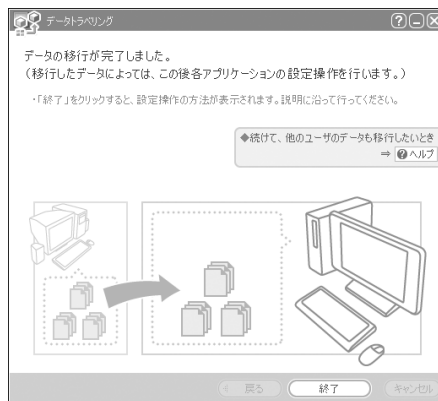 データトラベリング
データの移行が完了しました。
(移行したデータによっては、この後各アプリケーションの設定操作を行います。)
・「終了」をクリックすると、設定操作の方法が表示されます。説明に沿って行ってください。
◆続けて、他のユーザのデータも移行したいとき
⇒ ?ヘルプ
戻る 終了 キャンセル